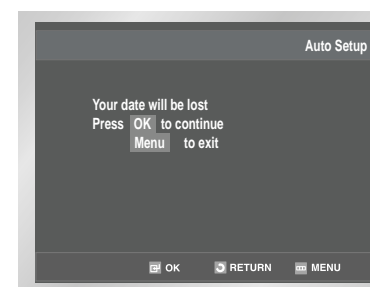 Auto Setup
Your date will be lost
Press OK to continue
Menu to exit
OK RETURN MENU